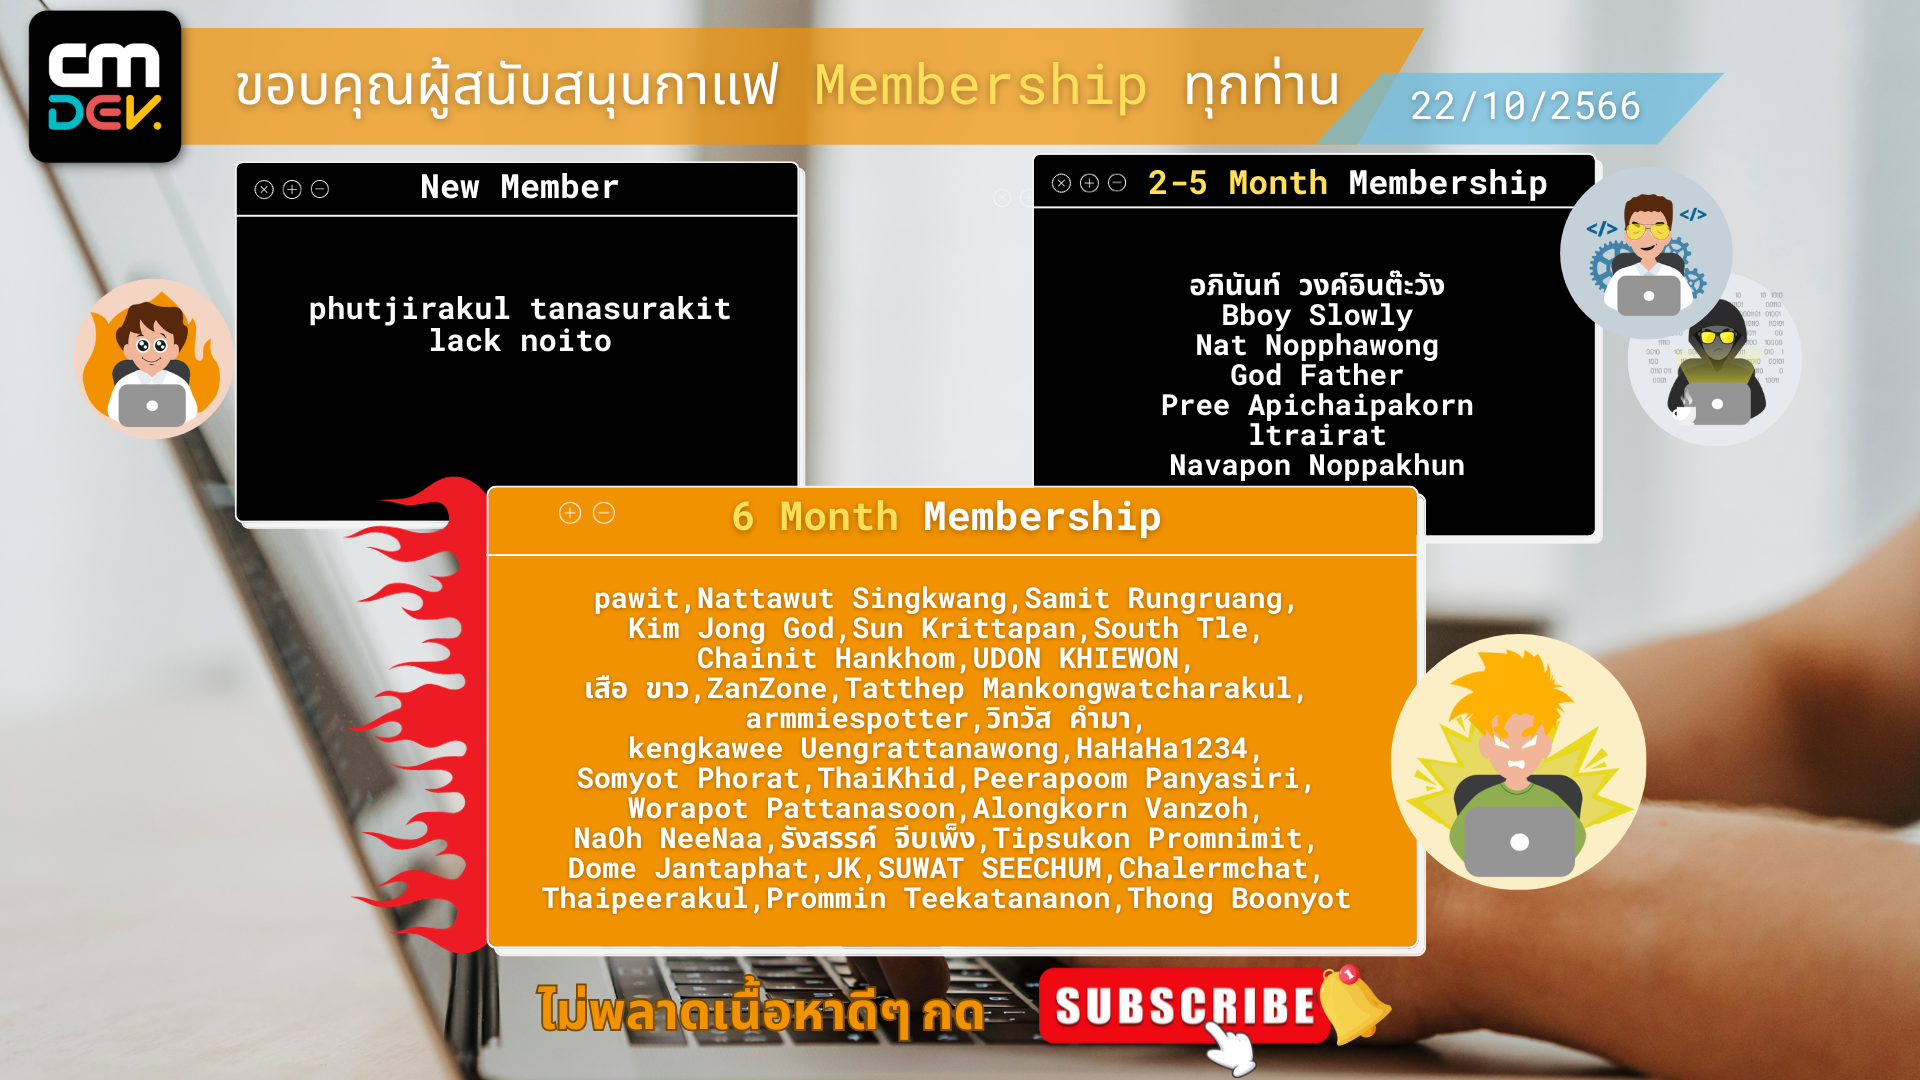 cm
DEV.
ขอบคุณผู้สนับสนุนกาแฟ Membership ทุกท่าน
22/10/2566
New Member
phutjirakul tanasurakit
lack noito
2-5 Month Membership
อภินันท์ วงค์อินต๊ะวัง
Bboy Slowly
Nat Nopphawong
God Father
Pree Apichaipakorn
ltrairat
Navapon Noppakhun
6 Month Membership
pawit,Nattawut Singkwang,Samit Rungruang,
Kim Jong God,Sun Krittapan,South Tle,
Chainit Hankhom,UDON KHIEWON,
เสือ ขาว,ZanZone,Tatthep Mankongwatcharakul,
armmiespotter,วิทวัส คำมา,
kengkawee Uengrattanawong,HaHaHa1234,
Somyot Phorat,ThaiKhid,Peerapoom Panyasiri,
Worapot Pattanasoon,Alongkorn Vanzoh,
NaOh NeeNaa,รังสรรค์ จีบเพ็ง,Tipsukon Promnimit,
Dome Jantaphat,JK,SUWAT SEECHUM,Chalermchat,
Thaipeerakul,Prommin Teekatananon,Thong Boonyot
ไม่พลาดเนื้อหาดีๆ กด
SUBSCRIBE
1